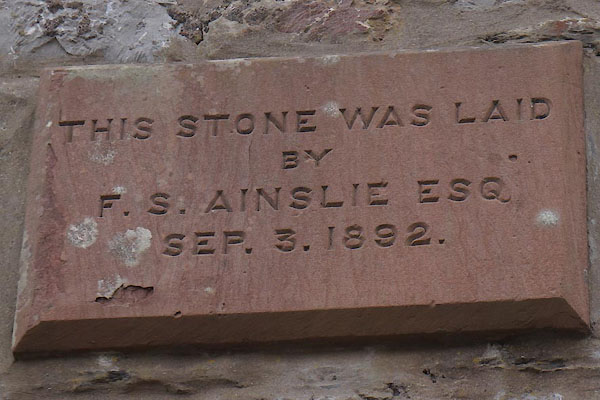 THIS STONE WAS LAID
BY
F. S. AINSLIE ESQ
SEP. 3. 1892.